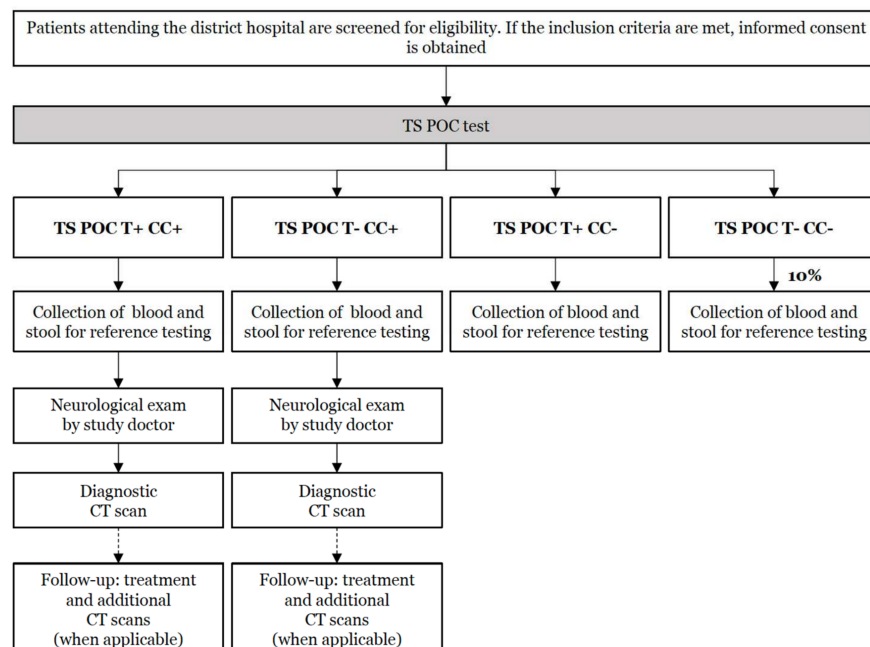 Patients attending the district hospital are screened for eligibility. If the inclusion criteria are met, informed consent
is obtained
TS POC test
TS POC T+ CC+
TS POC T- CC+
TS POC T+ CC-
TS POC T- CC-
10%
Collection of blood and
stool for reference testing
Collection of blood and
stool for reference testing
Collection of blood and
stool for reference testing
Collection of blood and
stool for reference testing
Neurological exam
by study doctor
Neurological exam
by study doctor
Diagnostic
CT scan
Diagnostic
CT scan
Follow-up: treatment
and additional
CT scans
(when applicable)
Follow-up: treatment
and additional
CT scans
(when applicable)